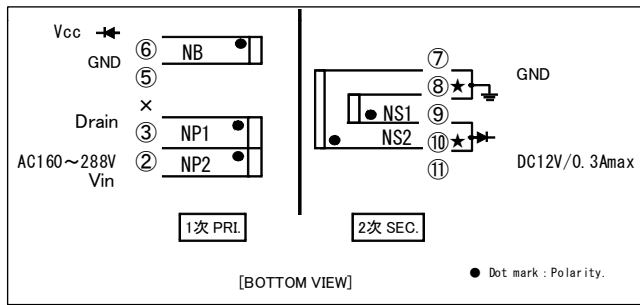 Vcc
⑥ NB
GND
⑤
×
Drain
③ NP1
AC160～288V
② NP2
Vin
1次 PRI.
⑦
GND
⑧★
NS1 ⑨
NS2 ⑩★
DC12V/0.3Amax
⑪
2次 SEC.
[BOTTOM VIEW]
● Dot mark : Polarity.